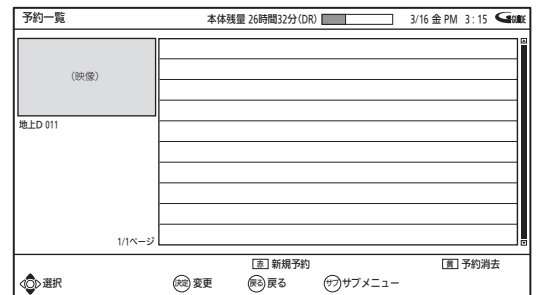 予約一覧 本体残量 26時間32分(DR) 3/16 金 PM 3:15 G-GUIDE
(映像)
地上D 011
1/1ページ
赤 新規予約 黄 予約消去
選択 決定 変更 戻る 戻る サブ サブメニュー